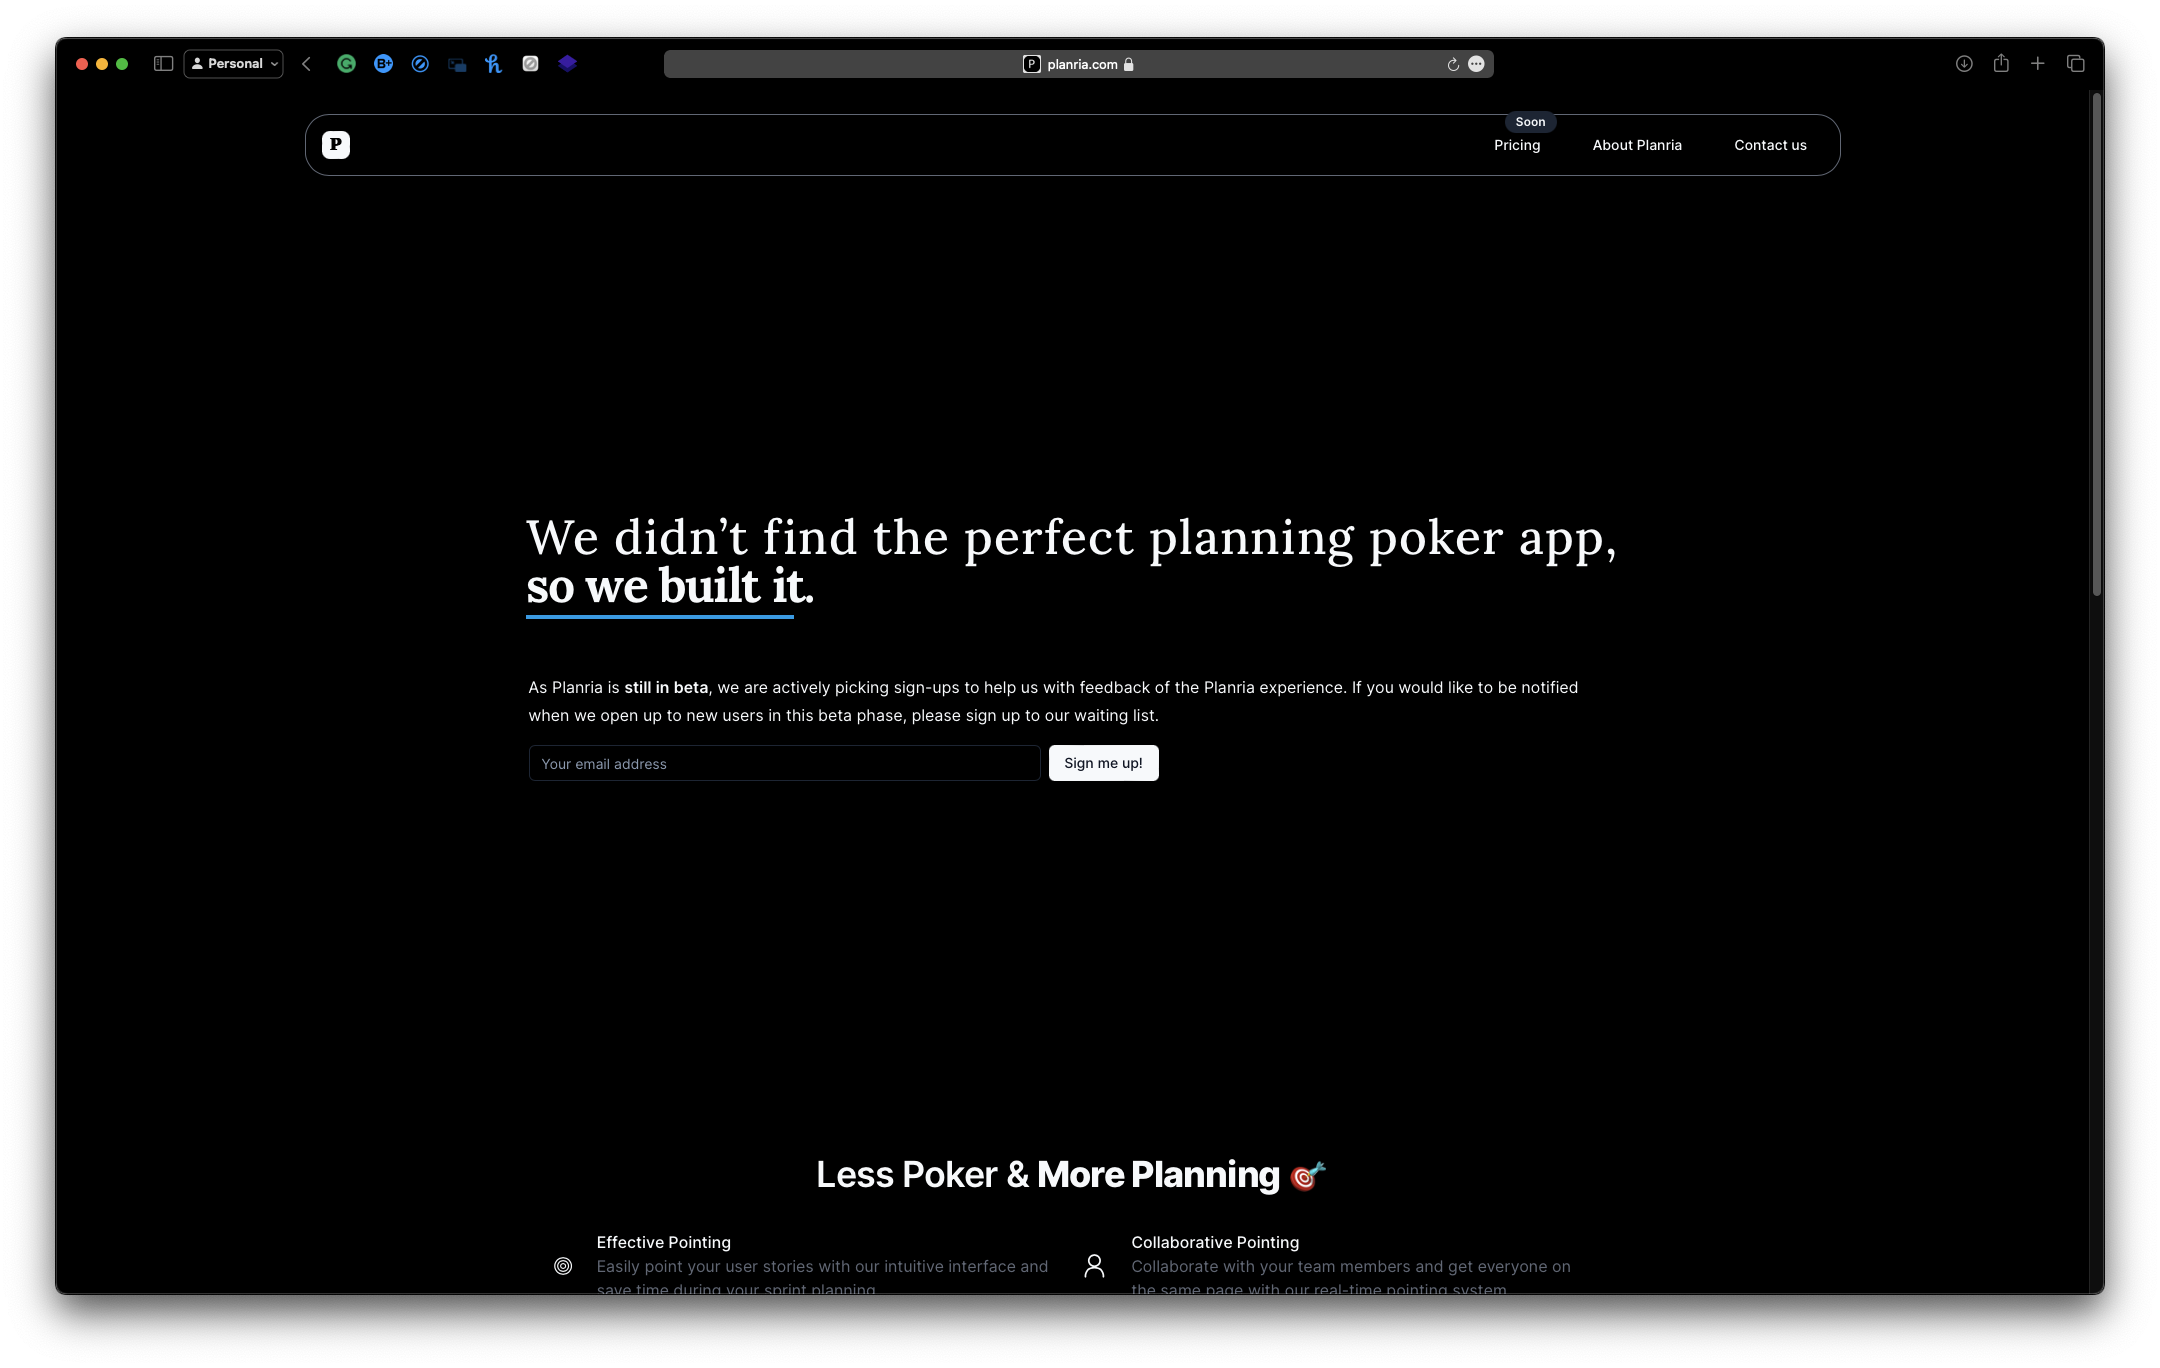 Personal
planria.com
P
Soon
Pricing
About Planria
Contact us
We didn’t find the perfect planning poker app,
so we built it.
As Planria is still in beta, we are actively picking sign-ups to help us with feedback of the Planria experience. If you would like to be notified
when we open up to new users in this beta phase, please sign up to our waiting list.
Your email address
Sign me up!
Less Poker & More Planning 🎯
Effective Pointing
Easily point your user stories with our intuitive interface and
save time during your sprint planning
Collaborative Pointing
Collaborate with your team members and get everyone on
the same page with our real-time pointing system